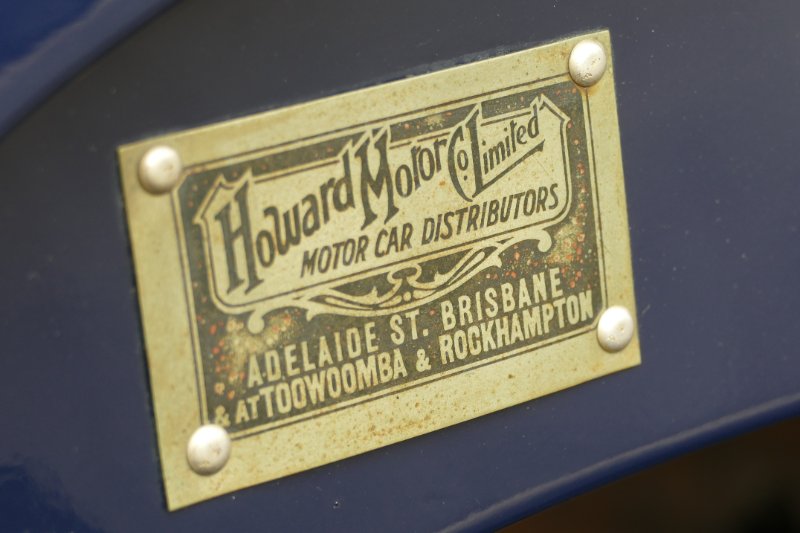 Howard Motor Co. Limited
MOTOR CAR DISTRIBUTORS
ADELAIDE ST. BRISBANE
& AT TOOWOOMBA & ROCKHAMPTON